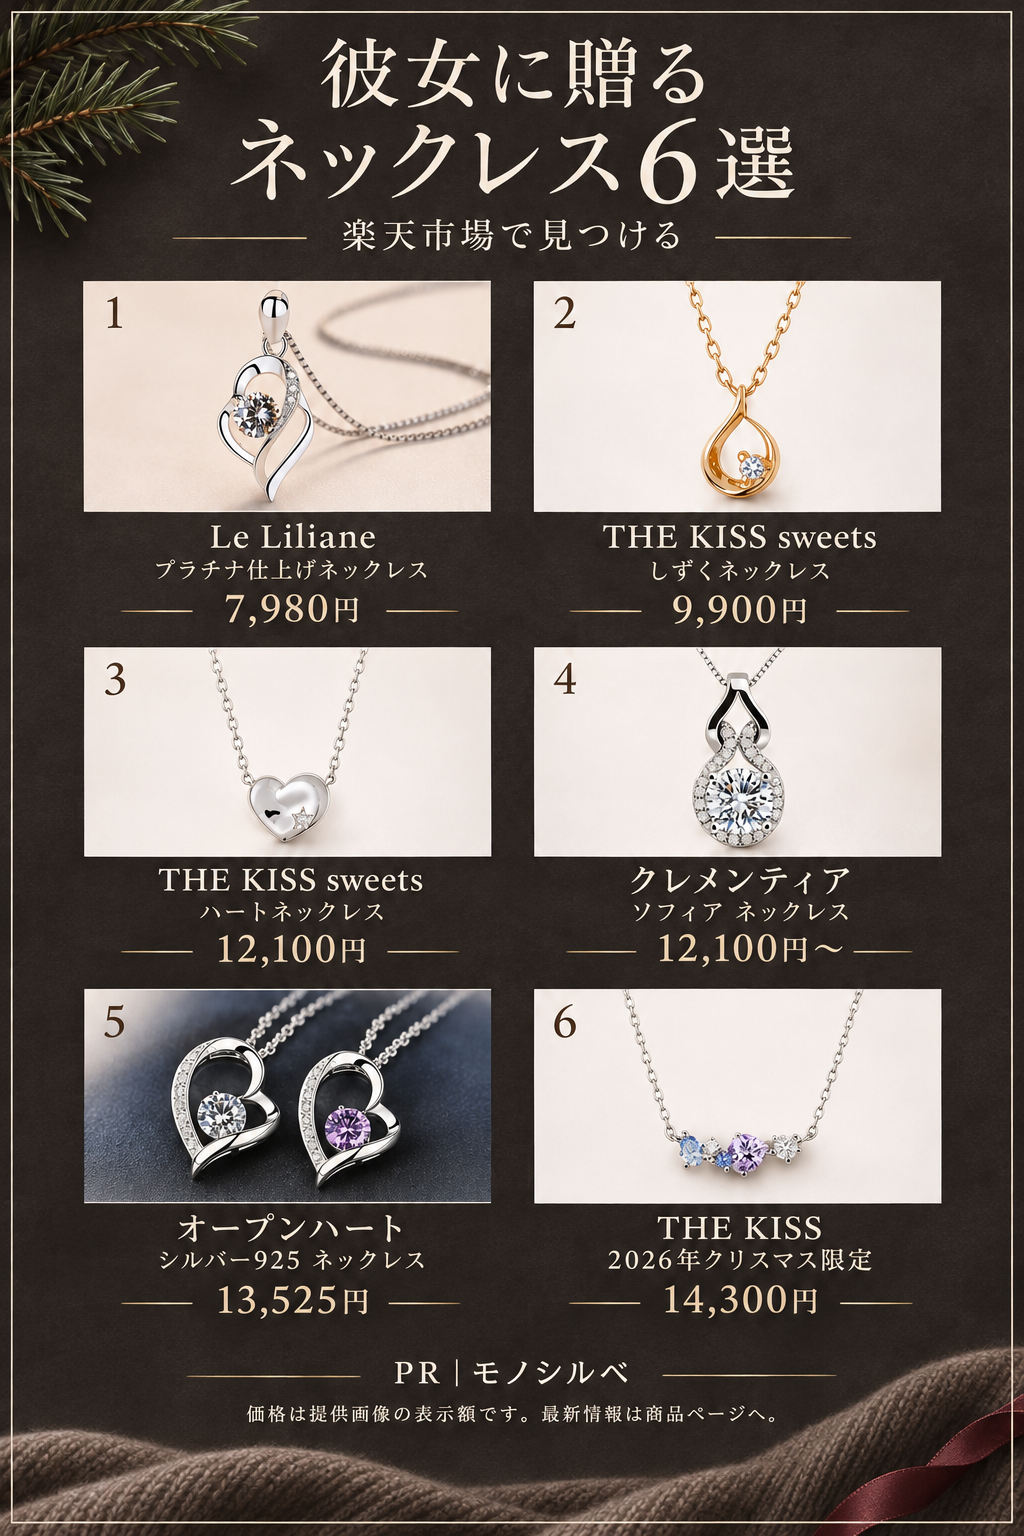 彼女に贈る
ネックレス6選
楽天市場で見つける
1
Le Liliane
プラチナ仕上げネックレス
7,980円
2
THE KISS sweets
しずくネックレス
9,900円
3
THE KISS sweets
ハートネックレス
12,100円
4
クレメンティア
ソフィア ネックレス
12,100円〜
5
オープンハート
シルバー925 ネックレス
13,525円
6
THE KISS
2026年クリスマス限定
14,300円
PR｜モノシルベ
価格は提供画像の表示額です。最新情報は商品ページへ。